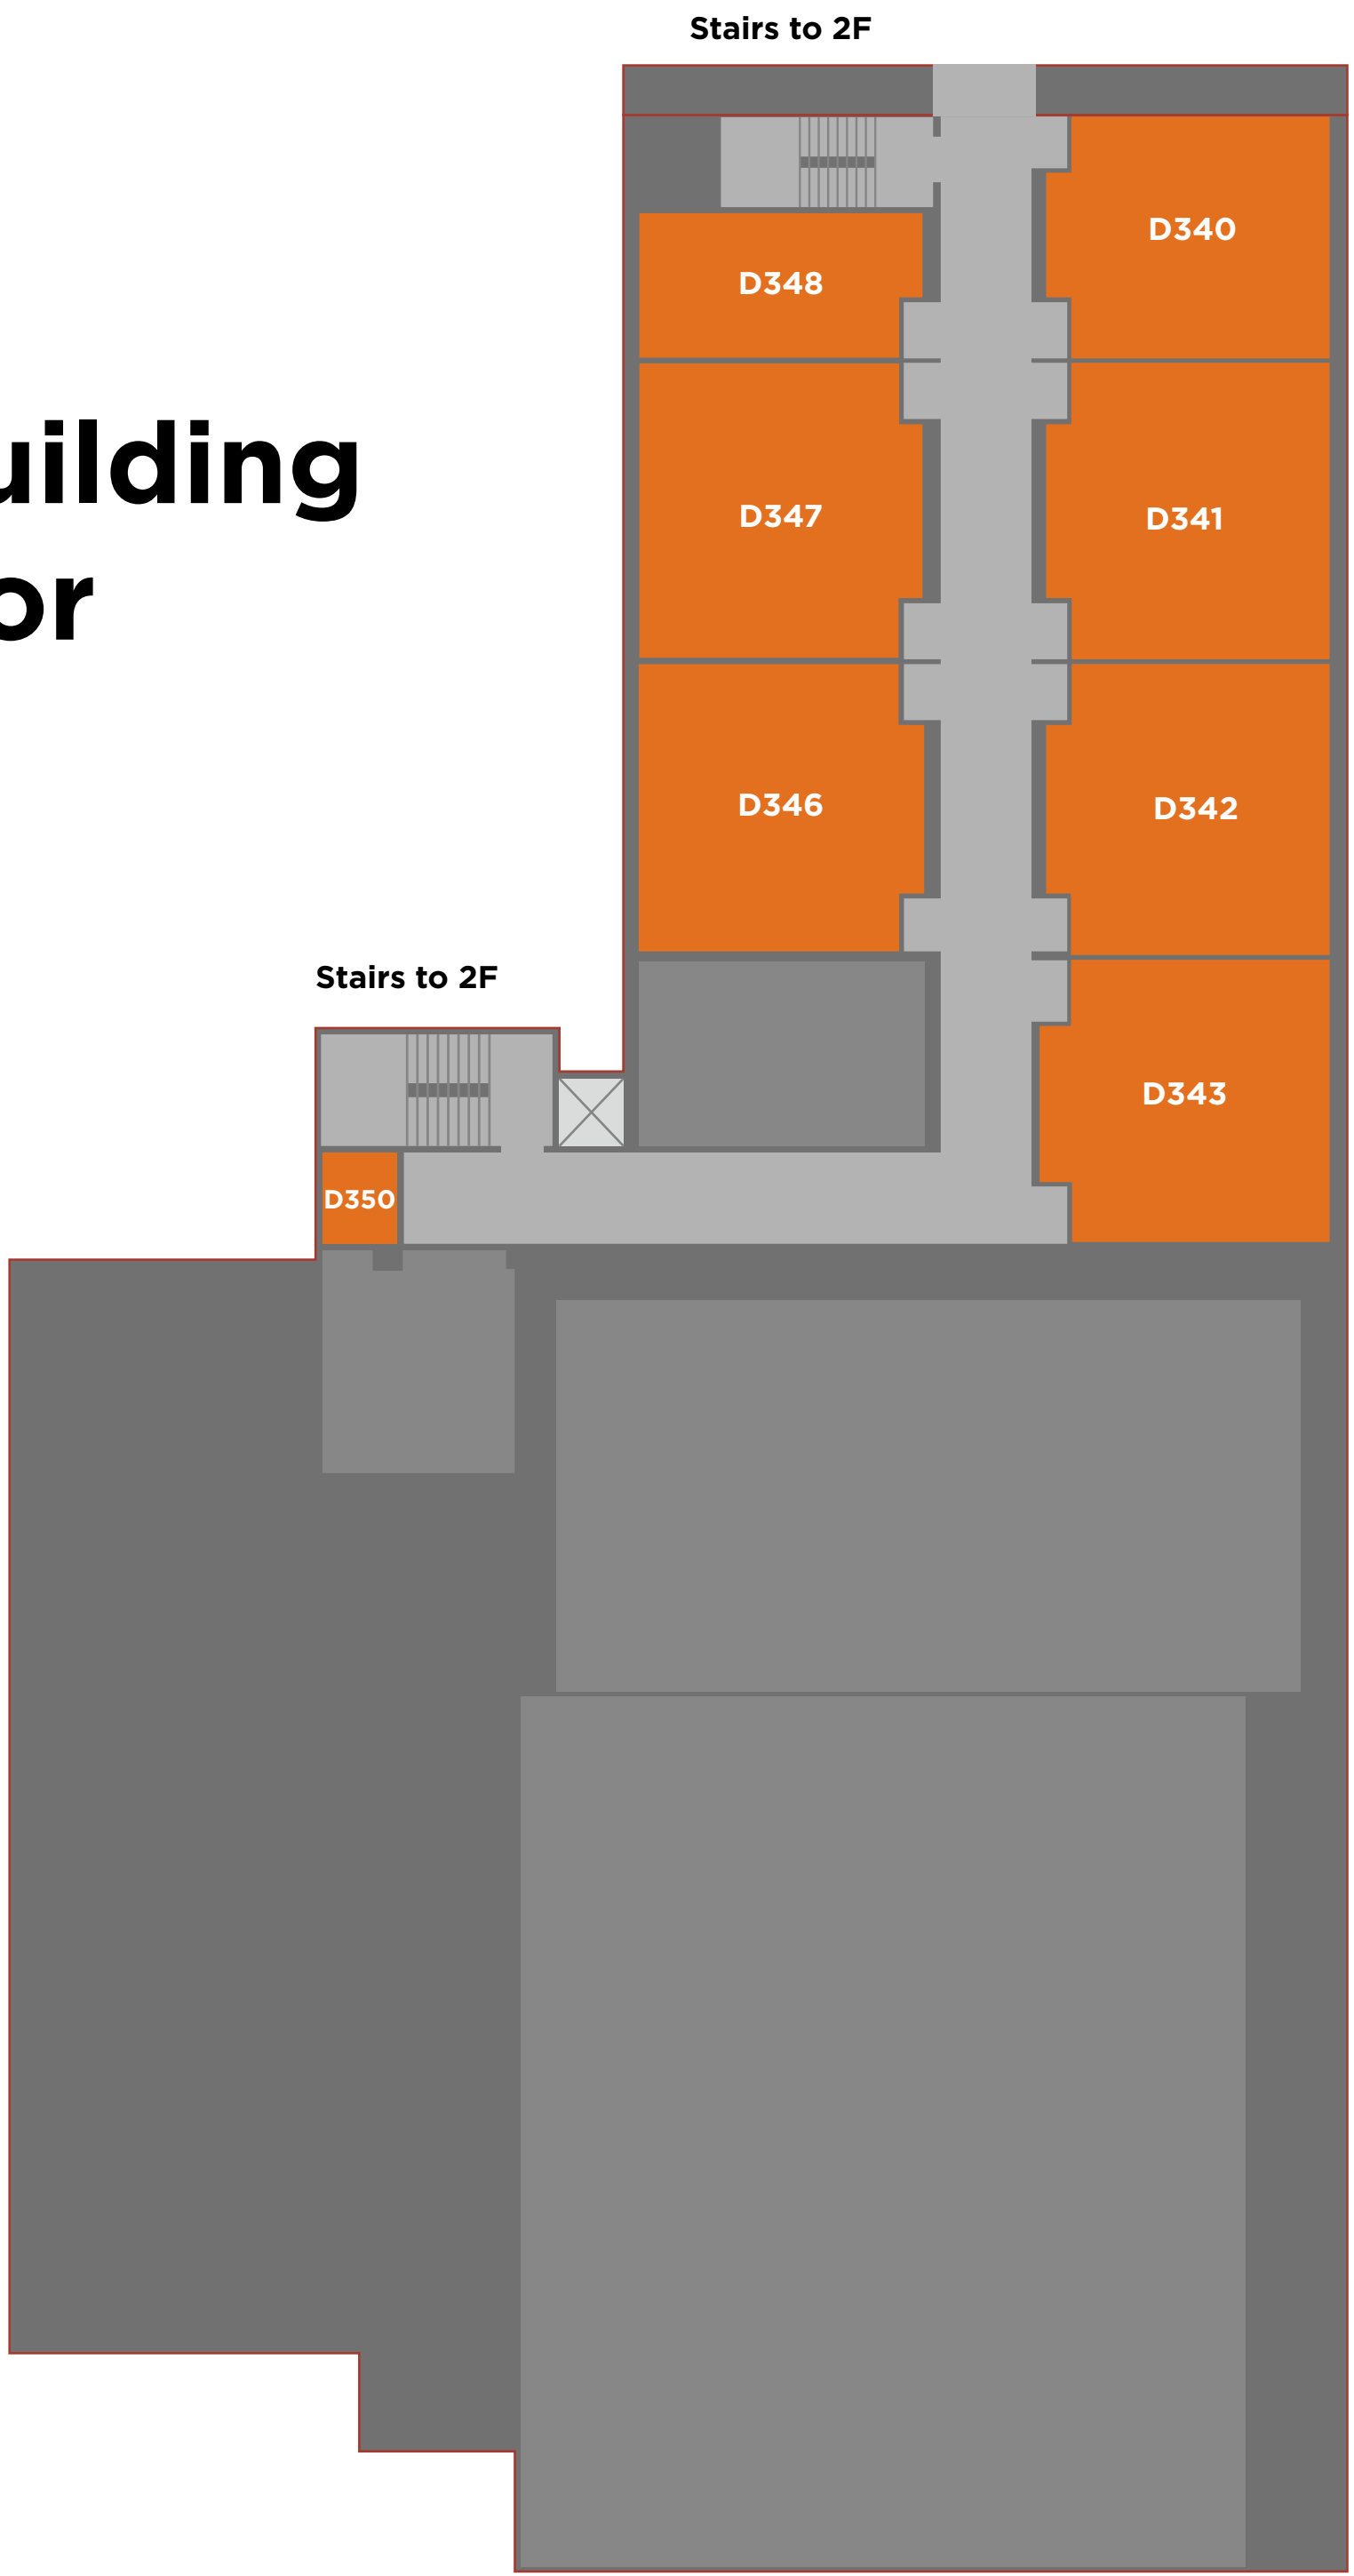 Stairs to 2F
D340
D348
uilding
D347
D341
or
D346
D342
Stairs to 2F
D343
D350